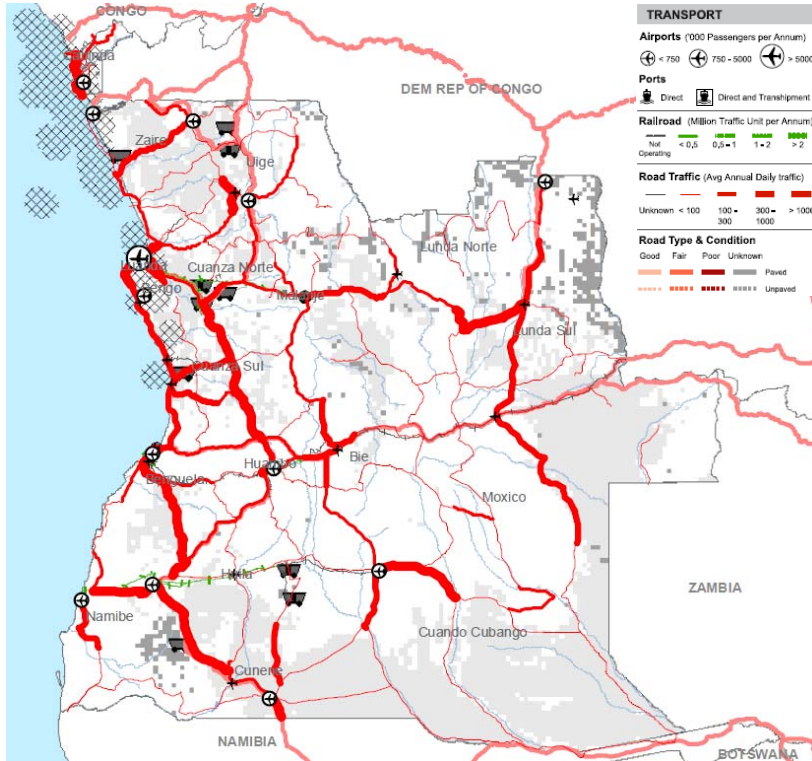 CONGO
Cabinda
DEM REP OF CONGO
Zaire
Uige
Lunda Norte
Luanda
Cuanza Norte
Bengo
Malanje
Lunda Sul
Cuanza Sul
Bie
Huambo
Benguela
Moxico
Huila
ZAMBIA
Namibe
Cuando Cubango
Cunene
NAMIBIA
BOTSWANA
TRANSPORT
Airports ('000 Passengers per Annum)
< 750 750 - 5000 > 5000
Ports
Direct Direct and Transhipment
Railroad (Million Traffic Unit per Annum)
Not Operating < 0,5 0,5 - 1 1 - 2 > 2
Road Traffic (Avg Annual Daily traffic)
Unknown < 100 100 - 300 300 - 1000 > 1000
Road Type & Condition
Good Fair Poor Unknown
Paved
Unpaved